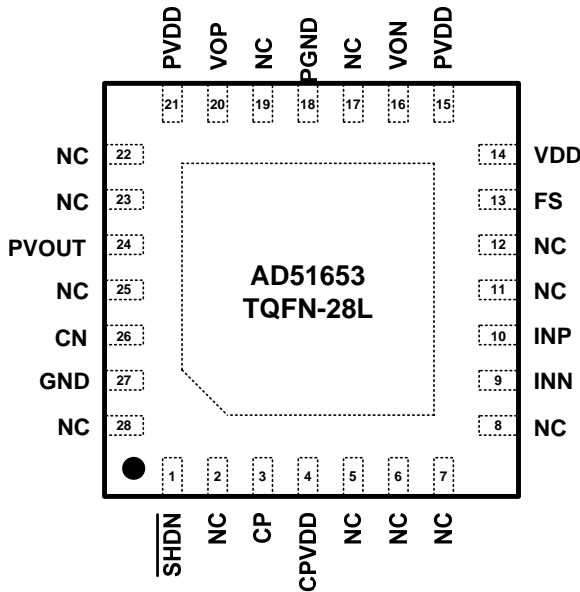 PVDD VOP NC PGND NC VON PVDD
21 20 19 18 17 16 15
NC 22 14 VDD
NC 23 13 FS
PVOUT 24 12 NC
NC 25 11 NC
CN 26 10 INP
GND 27 9 INN
NC 28 8 NC
AD51653
TQFN-28L
1 2 3 4 5 6 7
SHDN NC CP CPVDD NC NC NC